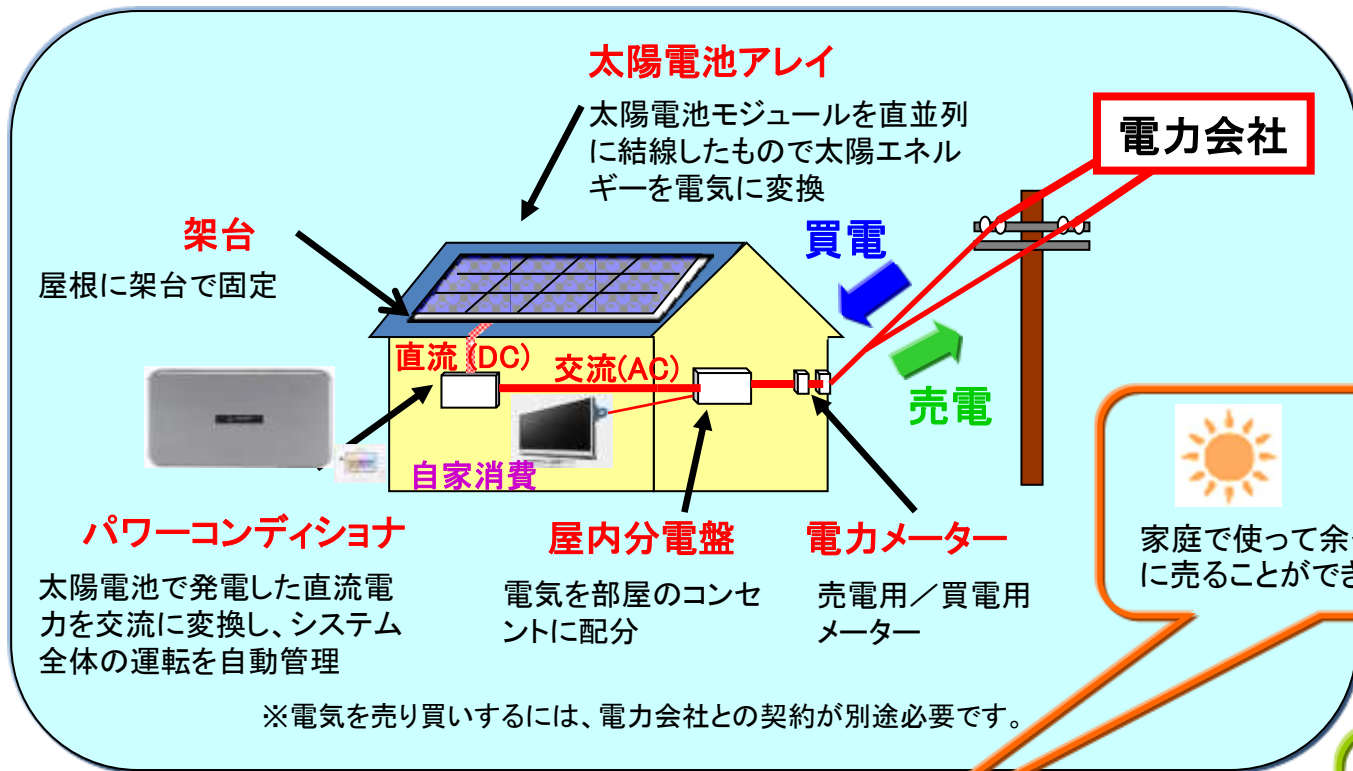 太陽電池アレイ
太陽電池モジュールを直並列
に結線したもので太陽エネル
ギーを電気に変換
電力会社
架台
屋根に架台で固定
買電
売電
直流(DC)
交流(AC)
自家消費
パワーコンディショナ
太陽電池で発電した直流電
力を交流に変換し、システム
全体の運転を自動管理
屋内分電盤
電気を部屋のコンセ
ントに配分
電力メーター
売電用／買電用
メーター
家庭で使って余
に売ることができ
※電気を売り買いするには、電力会社との契約が別途必要です。